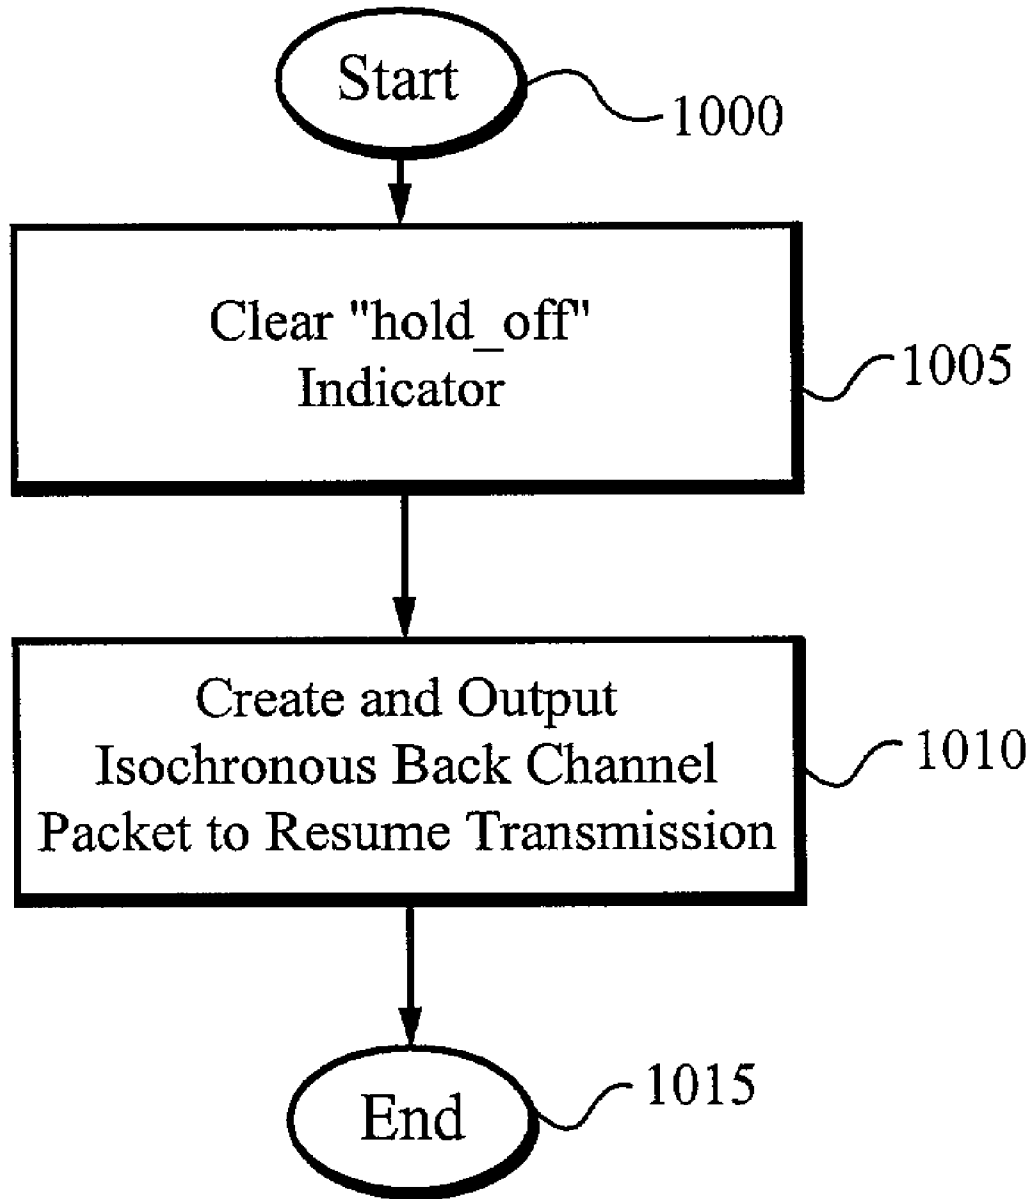 Start
1000
Clear "hold_off"
Indicator
1005
Create and Output
Isochronous Back Channel
Packet to Resume Transmission
1010
End
1015